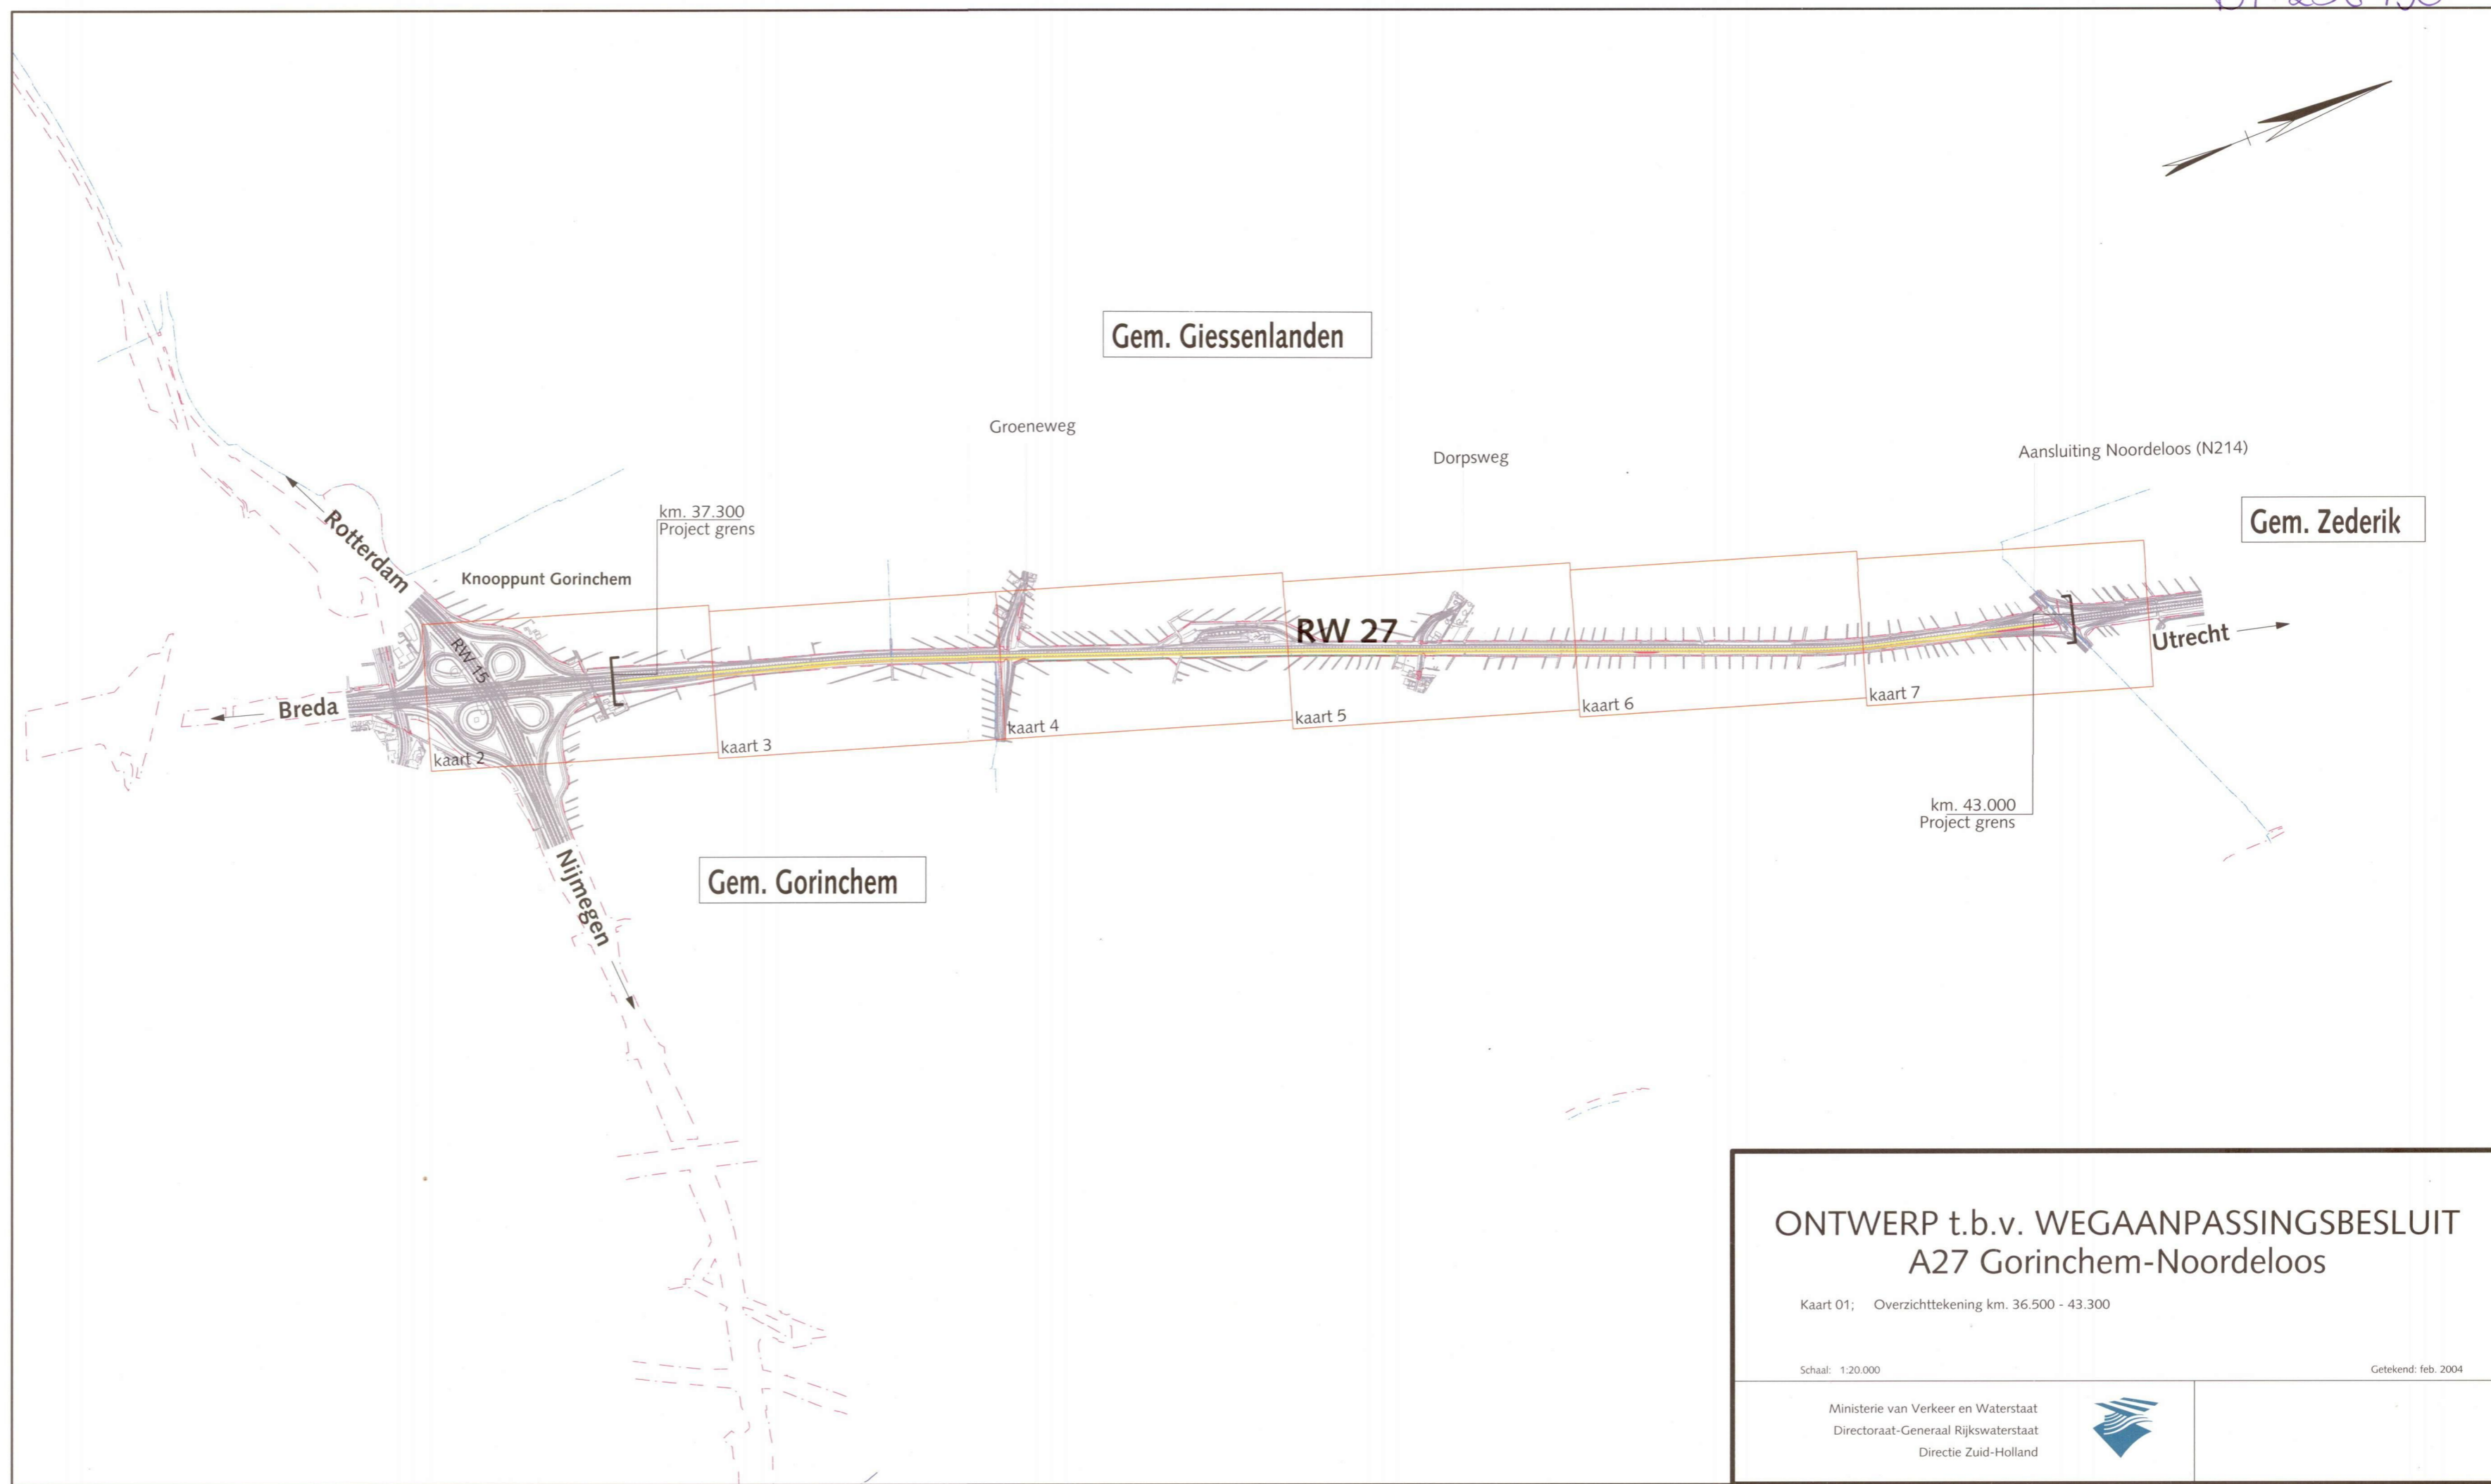 Gem. Giessenlanden
Groeneweg
Dorpsweg
Aansluiting Noordeloos (N214)
Gem. Zederik
km. 37.300
Project grens
Rotterdam
Knooppunt Gorinchem
RW 15
RW 27
Utrecht
Breda
kaart 2
kaart 3
kaart 4
kaart 5
kaart 6
kaart 7
km. 43.000
Project grens
Nijmegen
Gem. Gorinchem
ONTWERP t.b.v. WEGAANPASSINGSBESLUIT
A27 Gorinchem-Noordeloos
Kaart 01; Overzichttekening km. 36.500 - 43.300
Schaal: 1:20.000
Getekend: feb. 2004
Ministerie van Verkeer en Waterstaat
Directoraat-Generaal Rijkswaterstaat
Directie Zuid-Holland